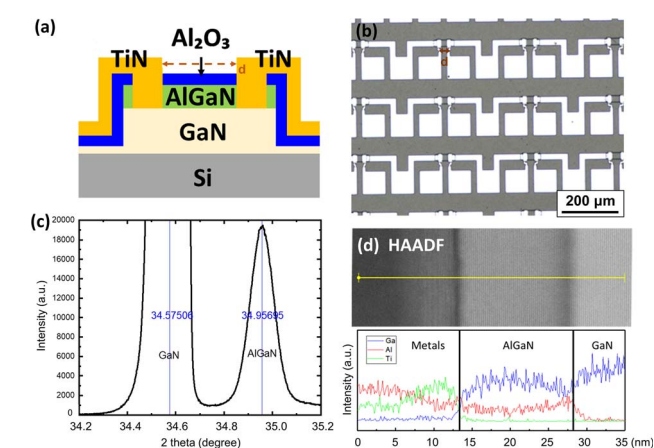 (a)
Al₂O₃
TiN
TiN
d
AlGaN
GaN
Si
(b)
d
200 μm
(c)
Intensity (a.u.)
20000
18000
16000
14000
12000
10000
8000
6000
4000
2000
0
34.57506
34.95695
GaN
AlGaN
34.2 34.4 34.6 34.8 35.0 35.2
2 theta (degree)
(d) HAADF
Intensity (a.u.)
Ga
Al
Ti
Metals
AlGaN
GaN
0 5 10 15 20 25 30 35 (nm)